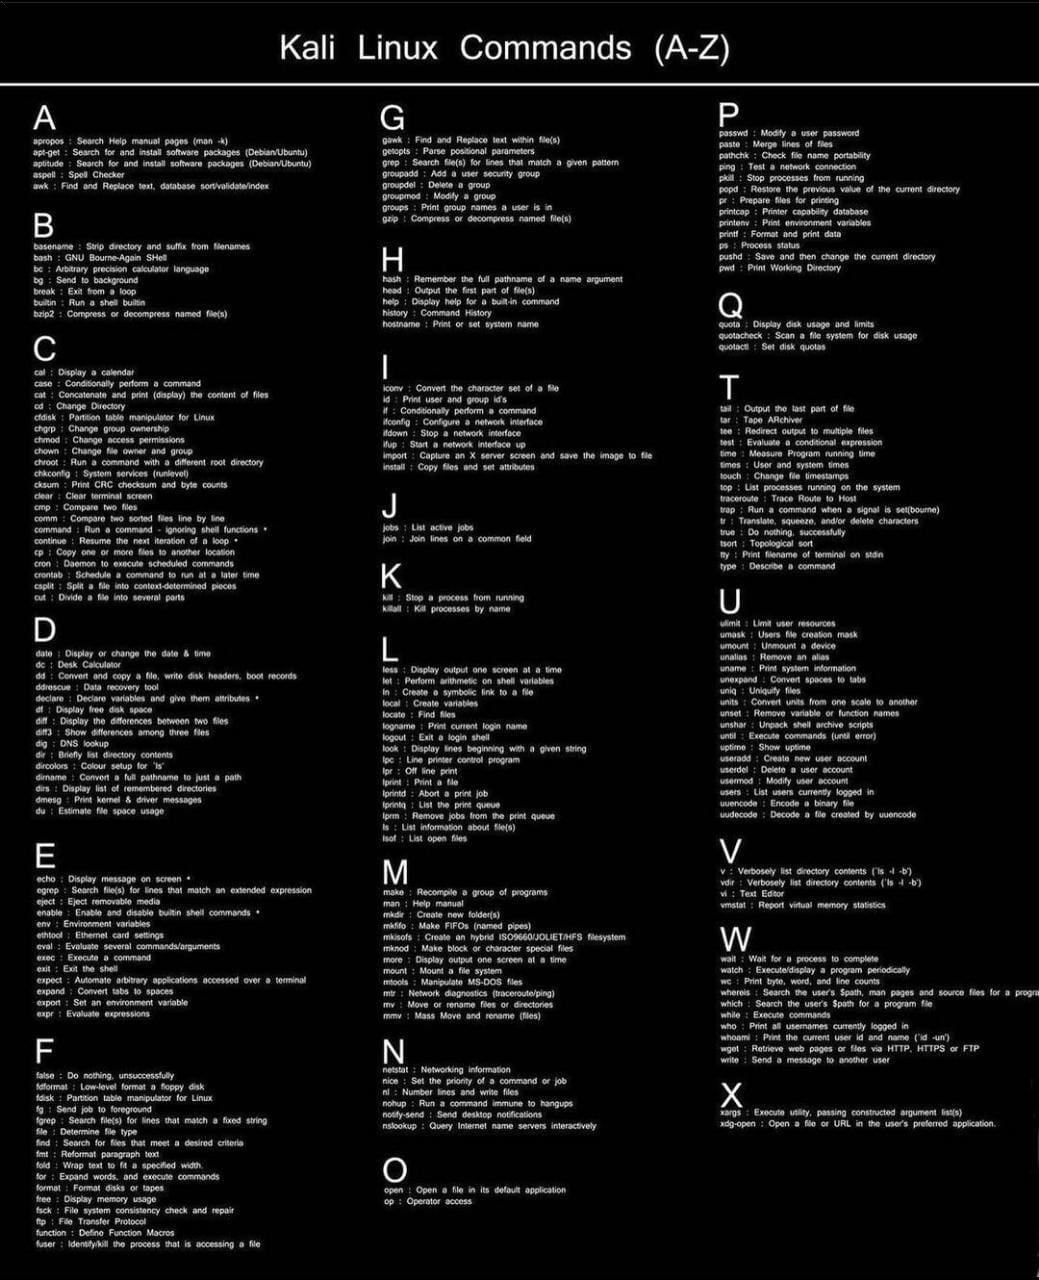 Kali Linux Commands (A-Z)
A
apropos : Search Help manual pages (man -k)
apt-get : Search for and install software packages (Debian/Ubuntu)
aptitude : Search for and install software packages (Debian/Ubuntu)
aspell : Spell Checker
awk : Find and Replace text, database sort/validate/index
B
basename : Strip directory and suffix from filenames
bash : GNU Bourne-Again SHell
bc : Arbitrary precision calculator language
bg : Send to background
break : Exit from a loop
builtin : Run a shell builtin
bzip2 : Compress or decompress named file(s)
C
cal : Display a calendar
case : Conditionally perform a command
cat : Concatenate and print (display) the content of files
cd : Change Directory
cfdisk : Partition table manipulator for Linux
chgrp : Change group ownership
chmod : Change access permissions
chown : Change file owner and group
chroot : Run a command with a different root directory
chkconfig : System services (runlevel)
cksum : Print CRC checksum and byte counts
clear : Clear terminal screen
cmp : Compare two files
comm : Compare two sorted files line by line
command : Run a command - ignoring shell functions •
continue : Resume the next iteration of a loop •
cp : Copy one or more files to another location
cron : Daemon to execute scheduled commands
crontab : Schedule a command to run at a later time
csplit : Split a file into context-determined pieces
cut : Divide a file into several parts
D
date : Display or change the date & time
dc : Desk Calculator
dd : Convert and copy a file, write disk headers, boot records
ddrescue : Data recovery tool
declare : Declare variables and give them attributes •
df : Display free disk space
diff : Display the differences between two files
diff3 : Show differences among three files
dig : DNS lookup
dir : Briefly list directory contents
dircolors : Colour setup for `ls'
dirname : Convert a full pathname to just a path
dirs : Display list of remembered directories
dmesg : Print kernel & driver messages
du : Estimate file space usage
E
echo : Display message on screen •
egrep : Search file(s) for lines that match an extended expression
eject : Eject removable media
enable : Enable and disable builtin shell commands •
env : Environment variables
ethtool : Ethernet card settings
eval : Evaluate several commands/arguments
exec : Execute a command
exit : Exit the shell
expect : Automate arbitrary applications accessed over a terminal
expand : Convert tabs to spaces
export : Set an environment variable
expr : Evaluate expressions
F
false : Do nothing, unsuccessfully
fdformat : Low-level format a floppy disk
fdisk : Partition table manipulator for Linux
fg : Send job to foreground
fgrep : Search file(s) for lines that match a fixed string
file : Determine file type
find : Search for files that meet a desired criteria
fmt : Reformat paragraph text
fold : Wrap text to fit a specified width.
for : Expand words, and execute commands
format : Format disks or tapes
free : Display memory usage
fsck : File system consistency check and repair
ftp : File Transfer Protocol
function : Define Function Macros
fuser : Identify/kill the process that is accessing a file
G
gawk : Find and Replace text within file(s)
getopts : Parse positional parameters
grep : Search file(s) for lines that match a given pattern
groupadd : Add a user security group
groupdel : Delete a group
groupmod : Modify a group
groups : Print group names a user is in
gzip : Compress or decompress named file(s)
H
hash : Remember the full pathname of a name argument
head : Output the first part of file(s)
help : Display help for a built-in command
history : Command History
hostname : Print or set system name
I
iconv : Convert the character set of a file
id : Print user and group id's
if : Conditionally perform a command
ifconfig : Configure a network interface
ifdown : Stop a network interface
ifup : Start a network interface up
import : Capture an X server screen and save the image to file
install : Copy files and set attributes
J
jobs : List active jobs
join : Join lines on a common field
K
kill : Stop a process from running
killall : Kill processes by name
L
less : Display output one screen at a time
let : Perform arithmetic on shell variables
ln : Create a symbolic link to a file
local : Create variables
locate : Find files
logname : Print current login name
logout : Exit a login shell
look : Display lines beginning with a given string
lpc : Line printer control program
lpr : Off line print
lprint : Print a file
lprintd : Abort a print job
lprintq : List the print queue
lprm : Remove jobs from the print queue
ls : List information about file(s)
lsof : List open files
M
make : Recompile a group of programs
man : Help manual
mkdir : Create new folder(s)
mkfifo : Make FIFOs (named pipes)
mkisofs : Create an hybrid ISO9660/JOLIET/HFS filesystem
mknod : Make block or character special files
more : Display output one screen at a time
mount : Mount a file system
mtools : Manipulate MS-DOS files
mtr : Network diagnostics (traceroute/ping)
mv : Move or rename files or directories
mmv : Mass Move and rename (files)
N
netstat : Networking information
nice : Set the priority of a command or job
nl : Number lines and write files
nohup : Run a command immune to hangups
notify-send : Send desktop notifications
nslookup : Query Internet name servers interactively
O
open : Open a file in its default application
op : Operator access
P
passwd : Modify a user password
paste : Merge lines of files
pathchk : Check file name portability
ping : Test a network connection
pkill : Stop processes from running
popd : Restore the previous value of the current directory
pr : Prepare files for printing
printcap : Printer capability database
printenv : Print environment variables
printf : Format and print data
ps : Process status
pushd : Save and then change the current directory
pwd : Print Working Directory
Q
quota : Display disk usage and limits
quotacheck : Scan a file system for disk usage
quotactl : Set disk quotas
T
tail : Output the last part of file
tar : Tape ARchiver
tee : Redirect output to multiple files
test : Evaluate a conditional expression
time : Measure Program running time
times : User and system times
touch : Change file timestamps
top : List processes running on the system
traceroute : Trace Route to Host
trap : Run a command when a signal is set(bourne)
tr : Translate, squeeze, and/or delete characters
true : Do nothing, successfully
tsort : Topological sort
tty : Print filename of terminal on stdin
type : Describe a command
U
ulimit : Limit user resources
umask : Users file creation mask
umount : Unmount a device
unalias : Remove an alias
uname : Print system information
unexpand : Convert spaces to tabs
uniq : Uniquify files
units : Convert units from one scale to another
unset : Remove variable or function names
unshar : Unpack shell archive scripts
until : Execute commands (until error)
uptime : Show uptime
useradd : Create new user account
userdel : Delete a user account
usermod : Modify user account
users : List users currently logged in
uuencode : Encode a binary file
uudecode : Decode a file created by uuencode
V
v : Verbosely list directory contents (`ls -l -b')
vdir : Verbosely list directory contents (`ls -l -b')
vi : Text Editor
vmstat : Report virtual memory statistics
W
wait : Wait for a process to complete
watch : Execute/display a program periodically
wc : Print byte, word, and line counts
whereis : Search the user's $path, man pages and source files for a progra
which : Search the user's $path for a program file
while : Execute commands
who : Print all usernames currently logged in
whoami : Print the current user id and name (`id -un')
wget : Retrieve web pages or files via HTTP, HTTPS or FTP
write : Send a message to another user
X
xargs : Execute utility, passing constructed argument list(s)
xdg-open : Open a file or URL in the user's preferred application.